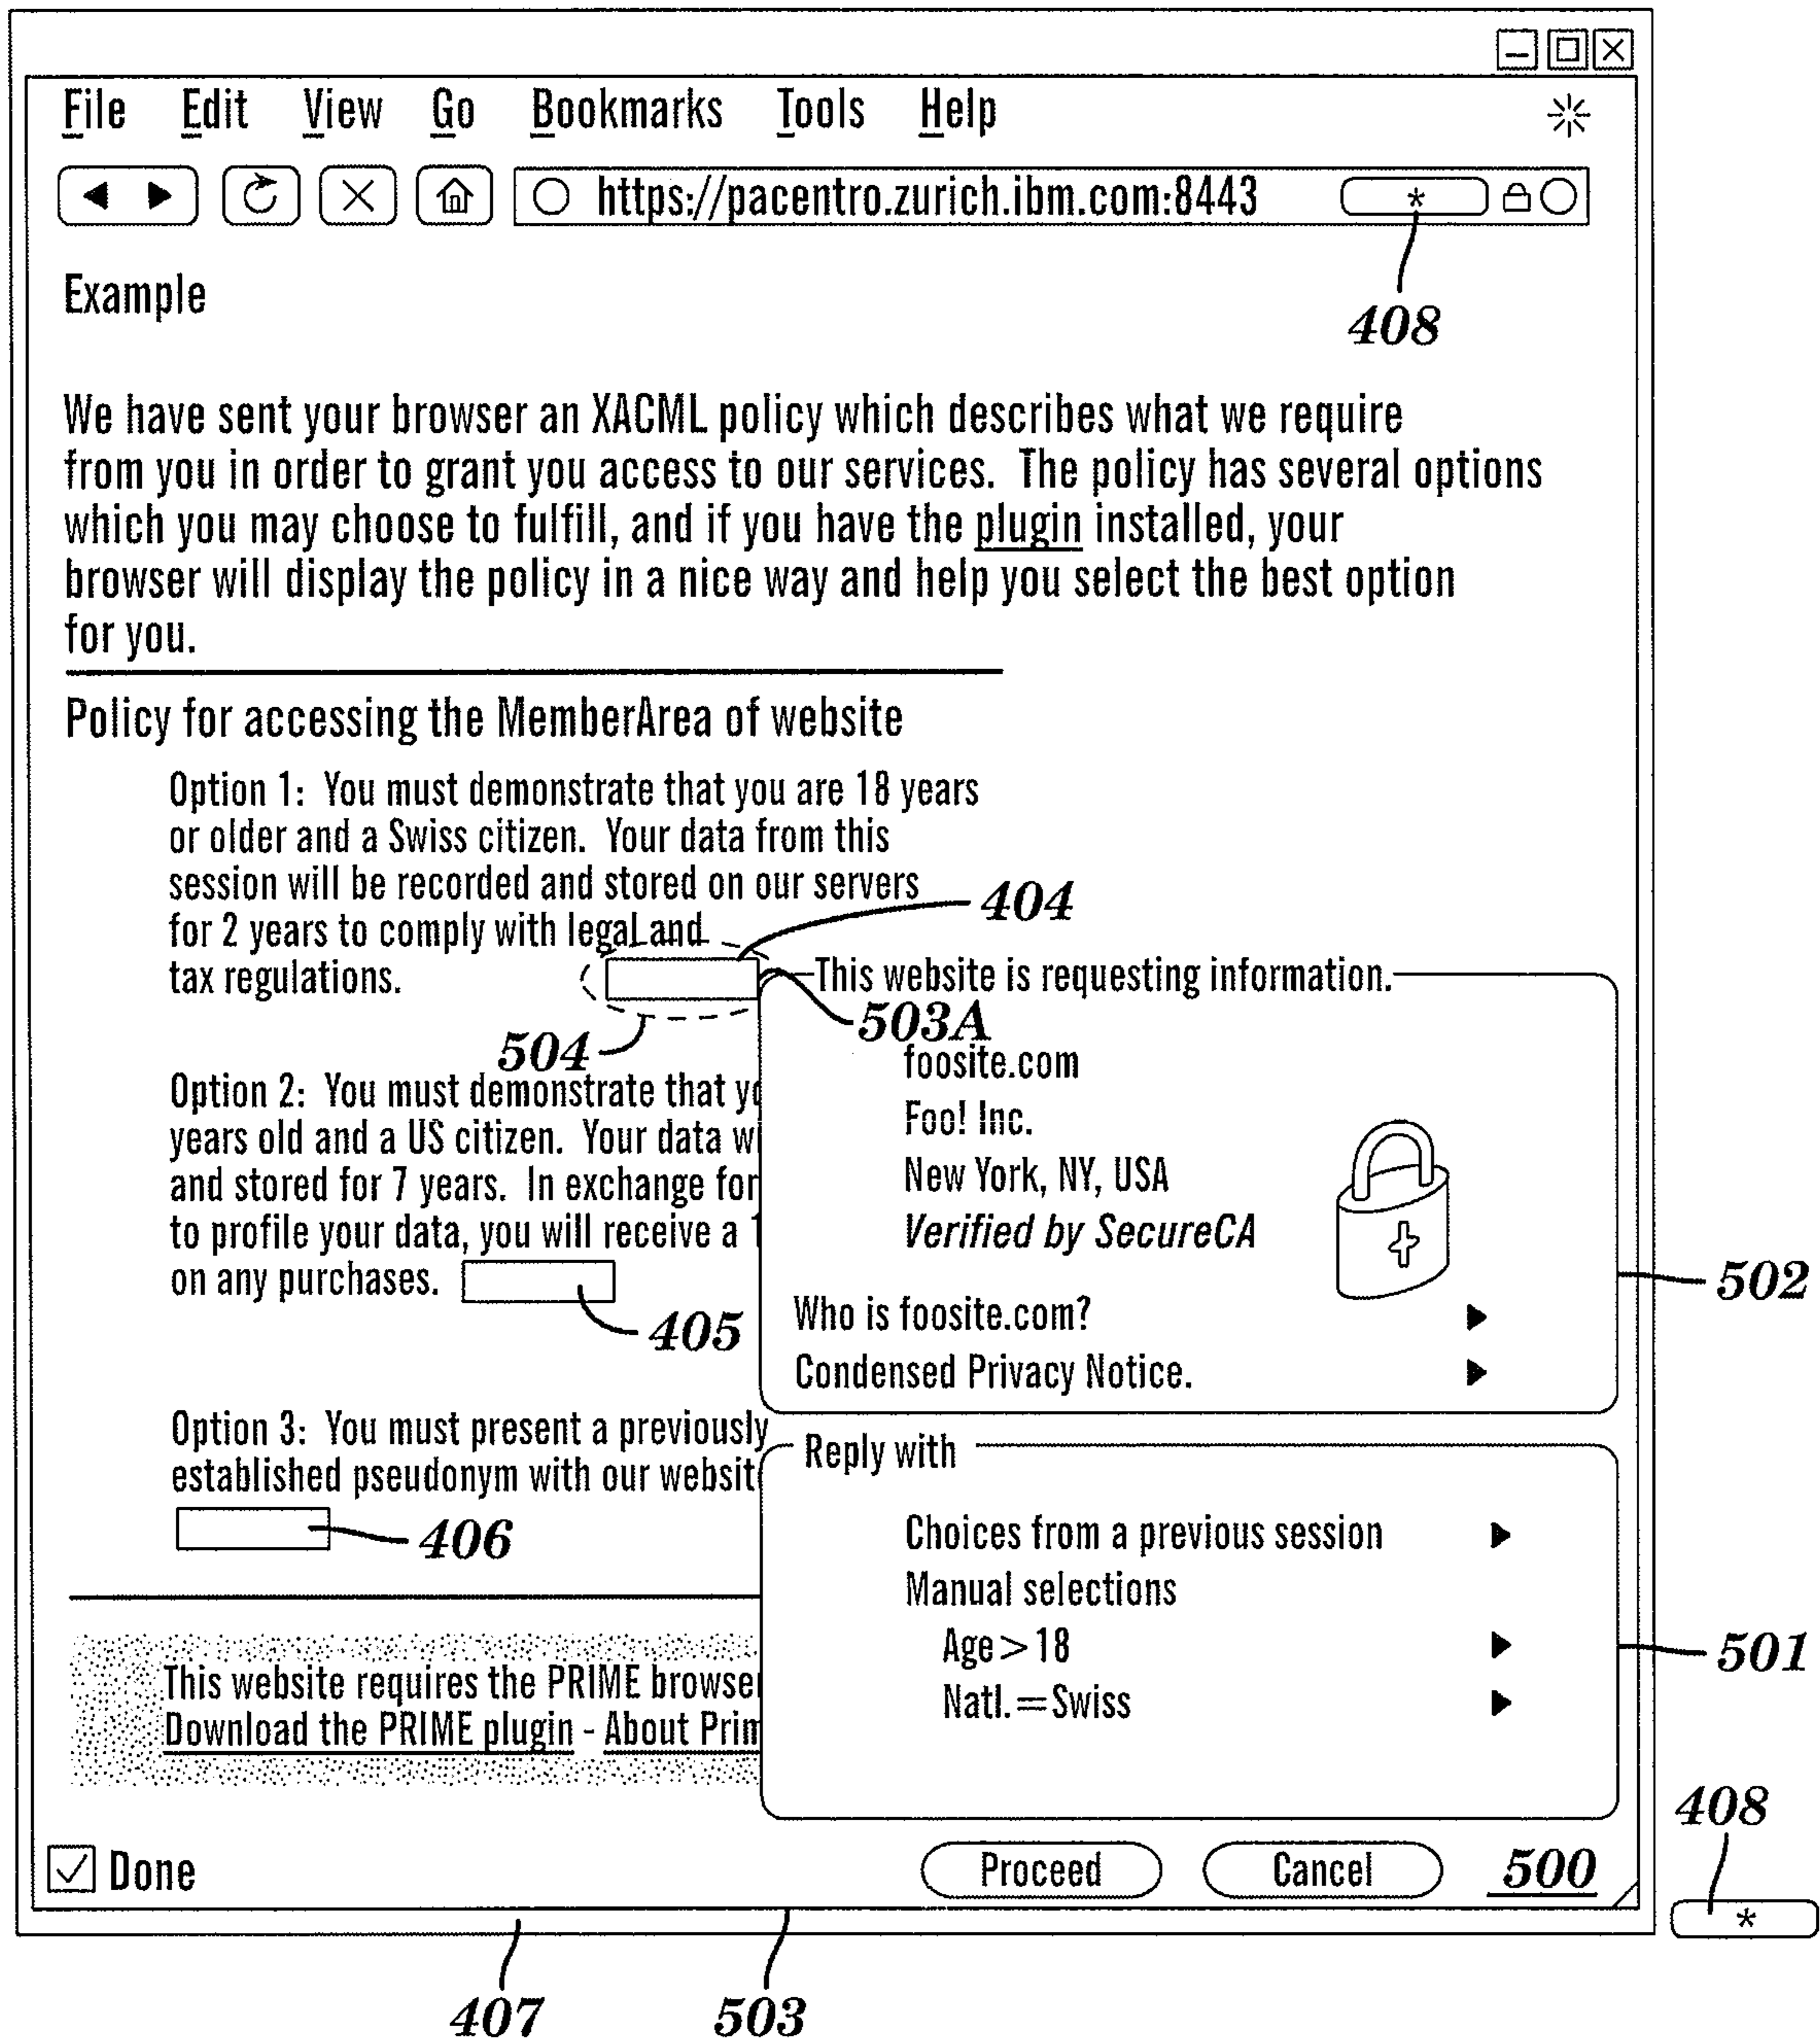 File Edit View Go Bookmarks Tools Help
https://pacentro.zurich.ibm.com:8443 *
408
Example
We have sent your browser an XACML policy which describes what we require
from you in order to grant you access to our services. The policy has several options
which you may choose to fulfill, and if you have the plugin installed, your
browser will display the policy in a nice way and help you select the best option
for you.
Policy for accessing the MemberArea of website
Option 1: You must demonstrate that you are 18 years
or older and a Swiss citizen. Your data from this
session will be recorded and stored on our servers
for 2 years to comply with legal and
tax regulations.
404
503A
504
Option 2: You must demonstrate that
years old and a US citizen. Your data
and stored for 7 years. In exchange for
to profile your data, you will receive a
on any purchases.
405
Option 3: You must present a previously
established pseudonym with our
406
This website requires the PRIME
Download the PRIME plugin - About
This website is requesting information.
foosite.com
Foo! Inc.
New York, NY, USA
Verified by SecureCA
Who is foosite.com?
Condensed Privacy Notice.
502
Reply with
Choices from a previous session
Manual selections
Age > 18
Natl. = Swiss
501
Done
Proceed Cancel 500
408
*
407 503